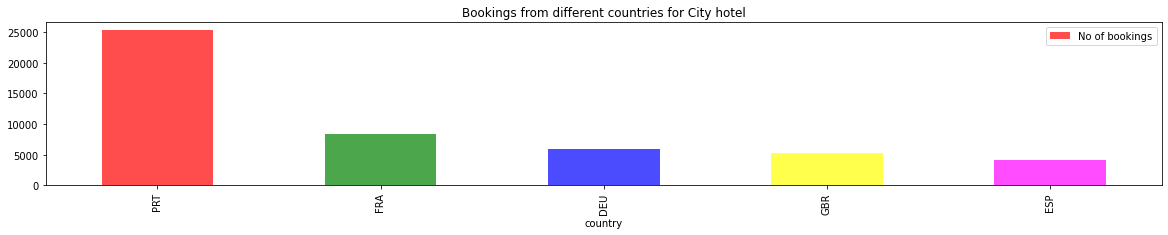 Bookings from different countries for City hotel
No of bookings
25000
20000
15000
10000
5000
0
PRT
FRA
DEU
GBR
ESP
country